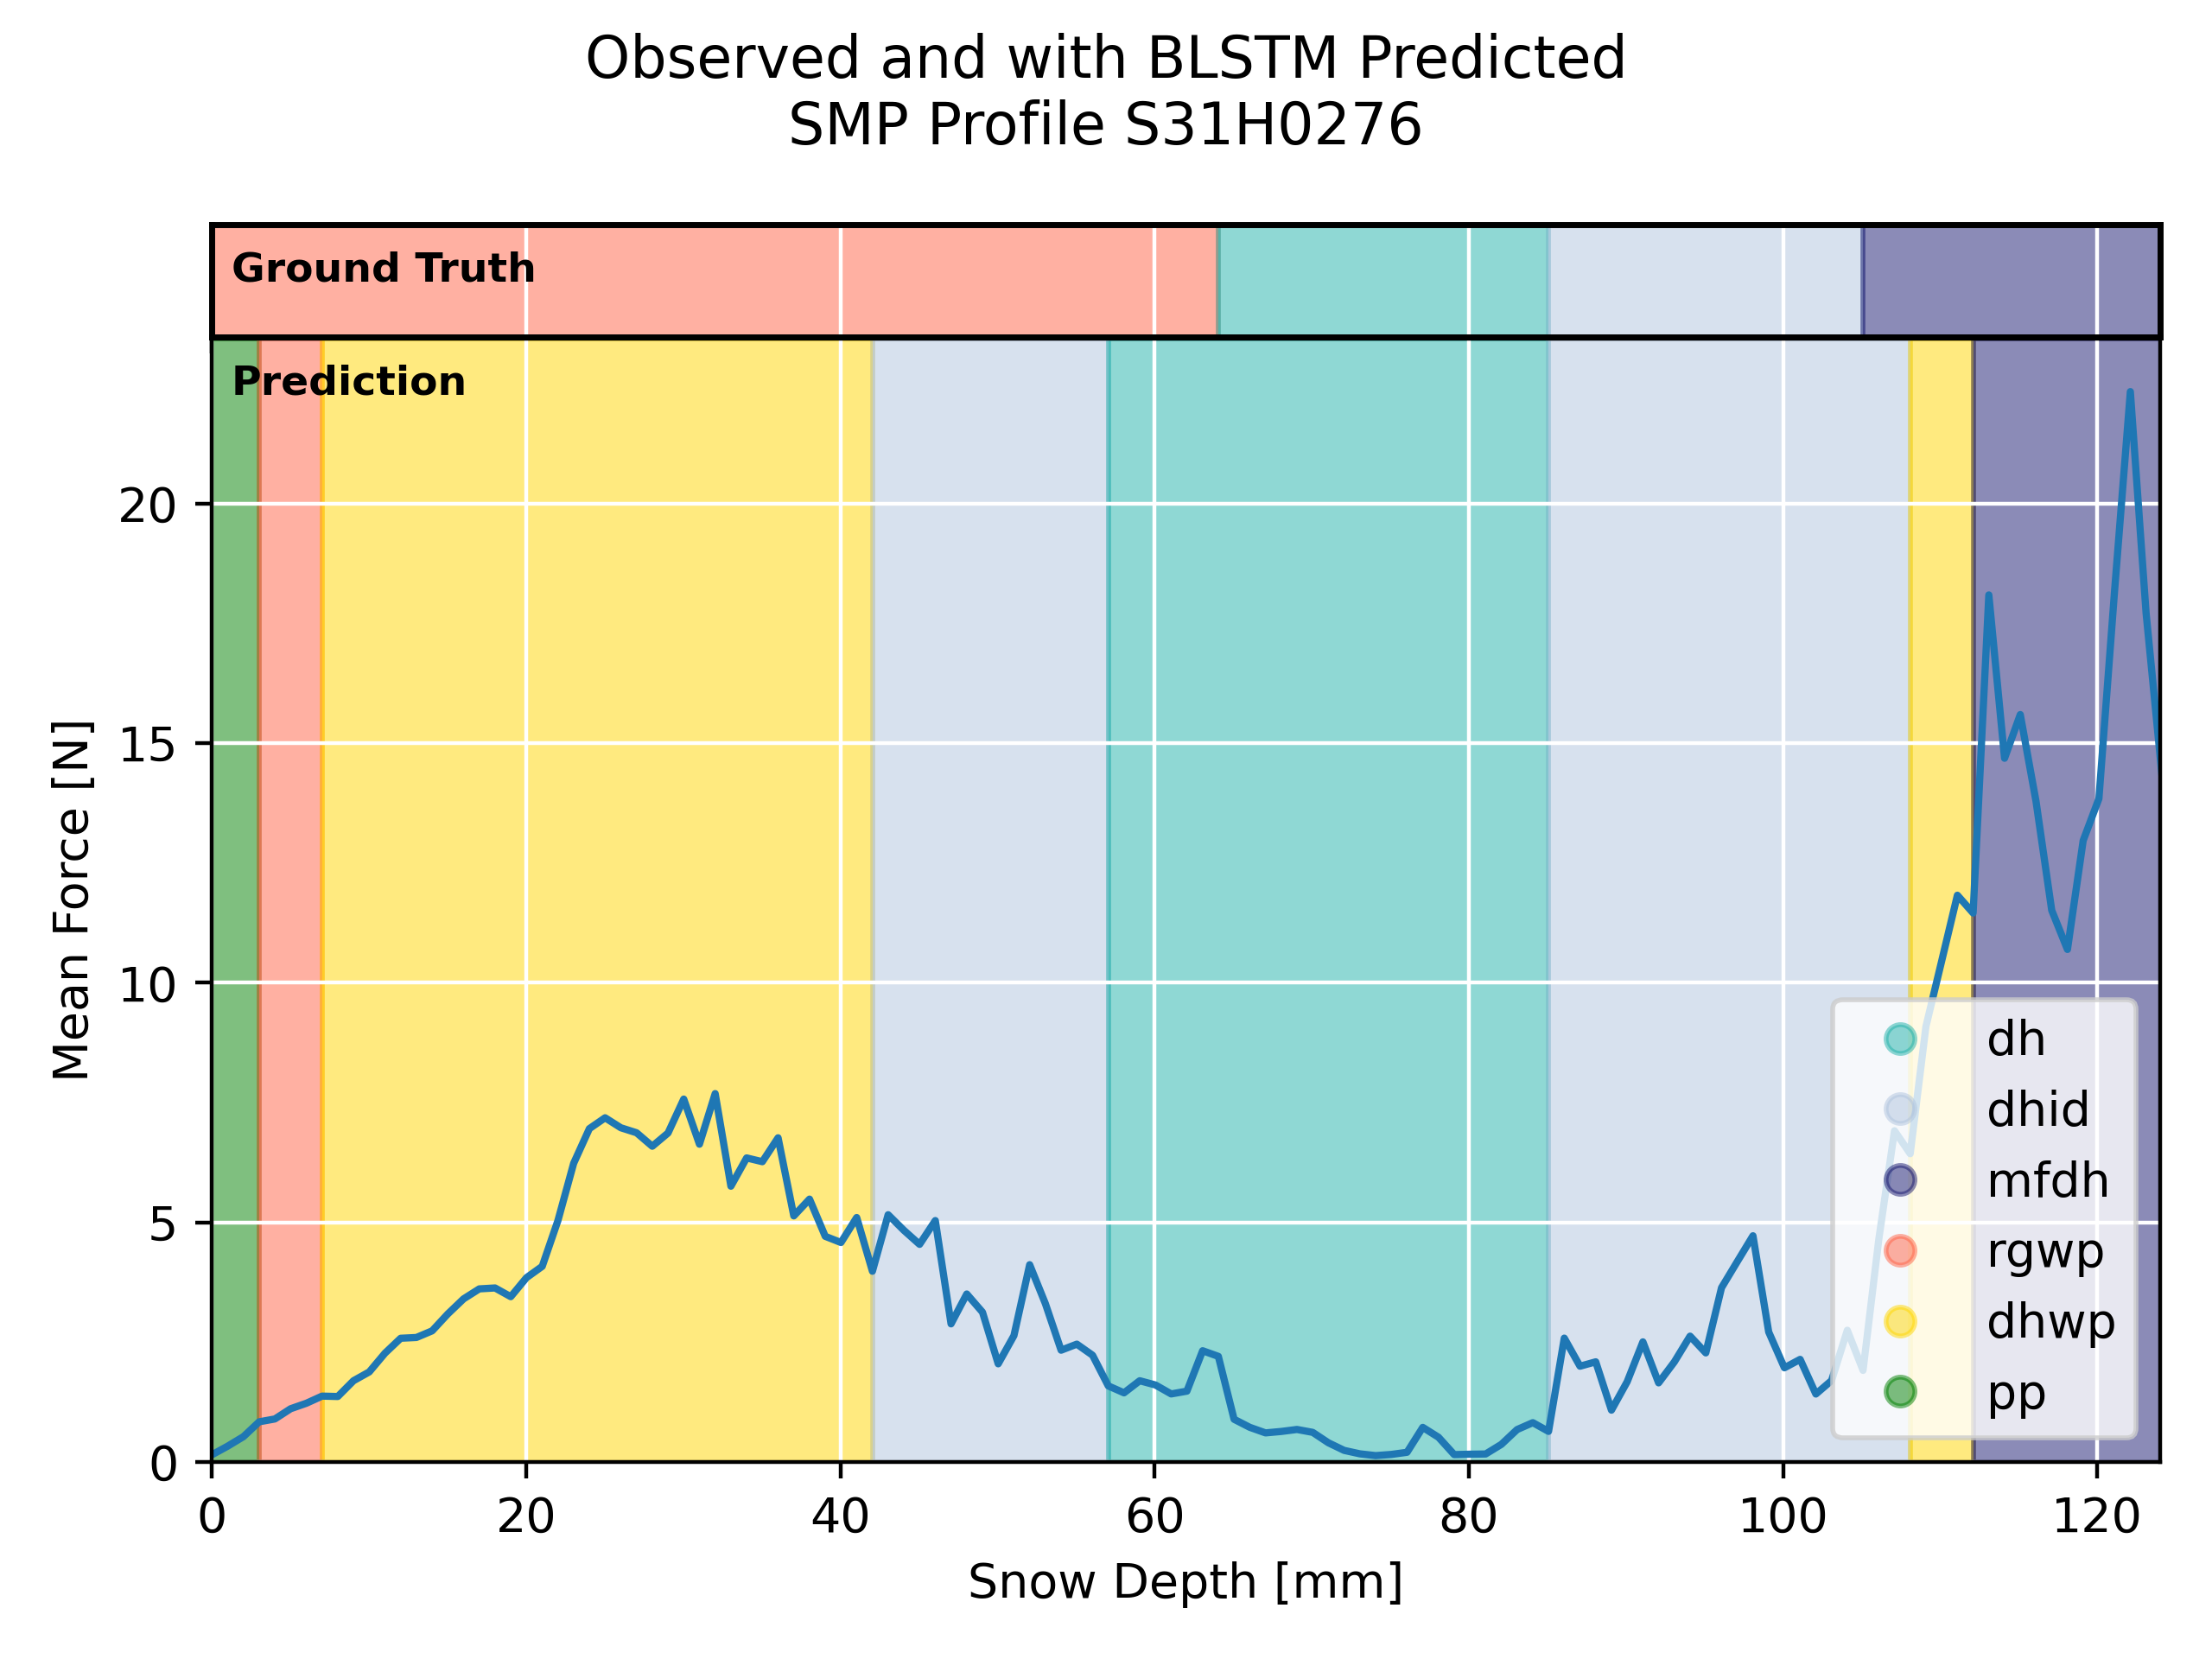 Observed and with BLSTM Predicted
SMP Profile S31H0276
Ground Truth
Prediction
Mean Force [N]
20
15
10
5
0
0 20 40 60 80 100 120
Snow Depth [mm]
dh
dhid
mfdh
rgwp
dhwp
pp